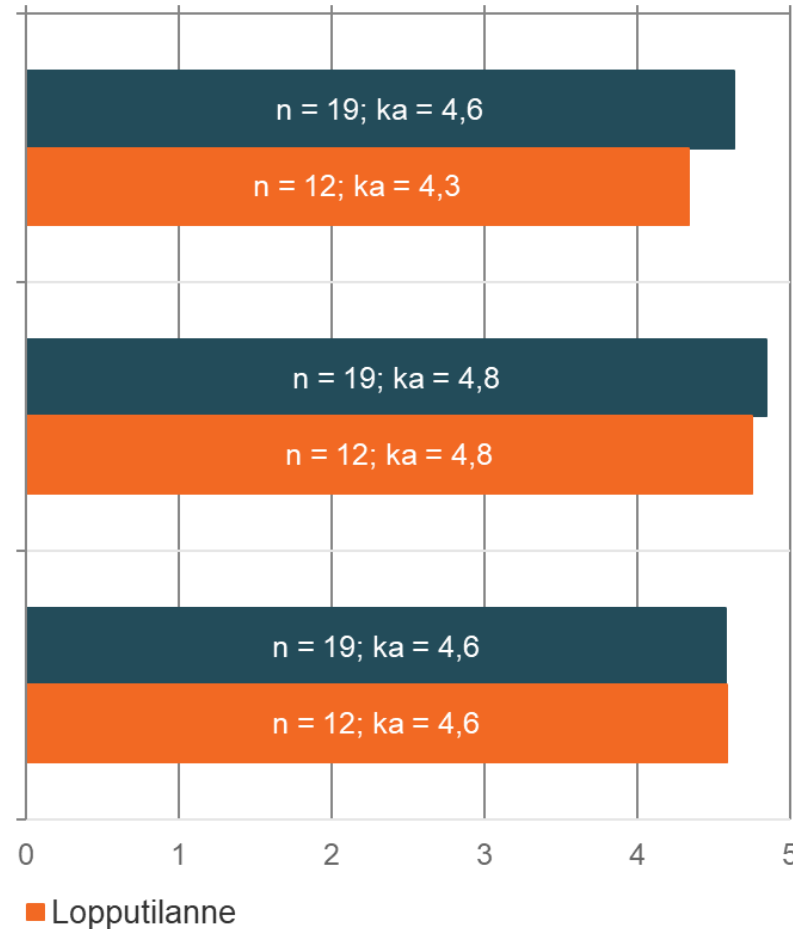 n = 19; ka = 4,6
n = 12; ka = 4,3
n = 19; ka = 4,8
n = 12; ka = 4,8
n = 19; ka = 4,6
n = 12; ka = 4,6
0 1 2 3 4 5
Lopputilanne